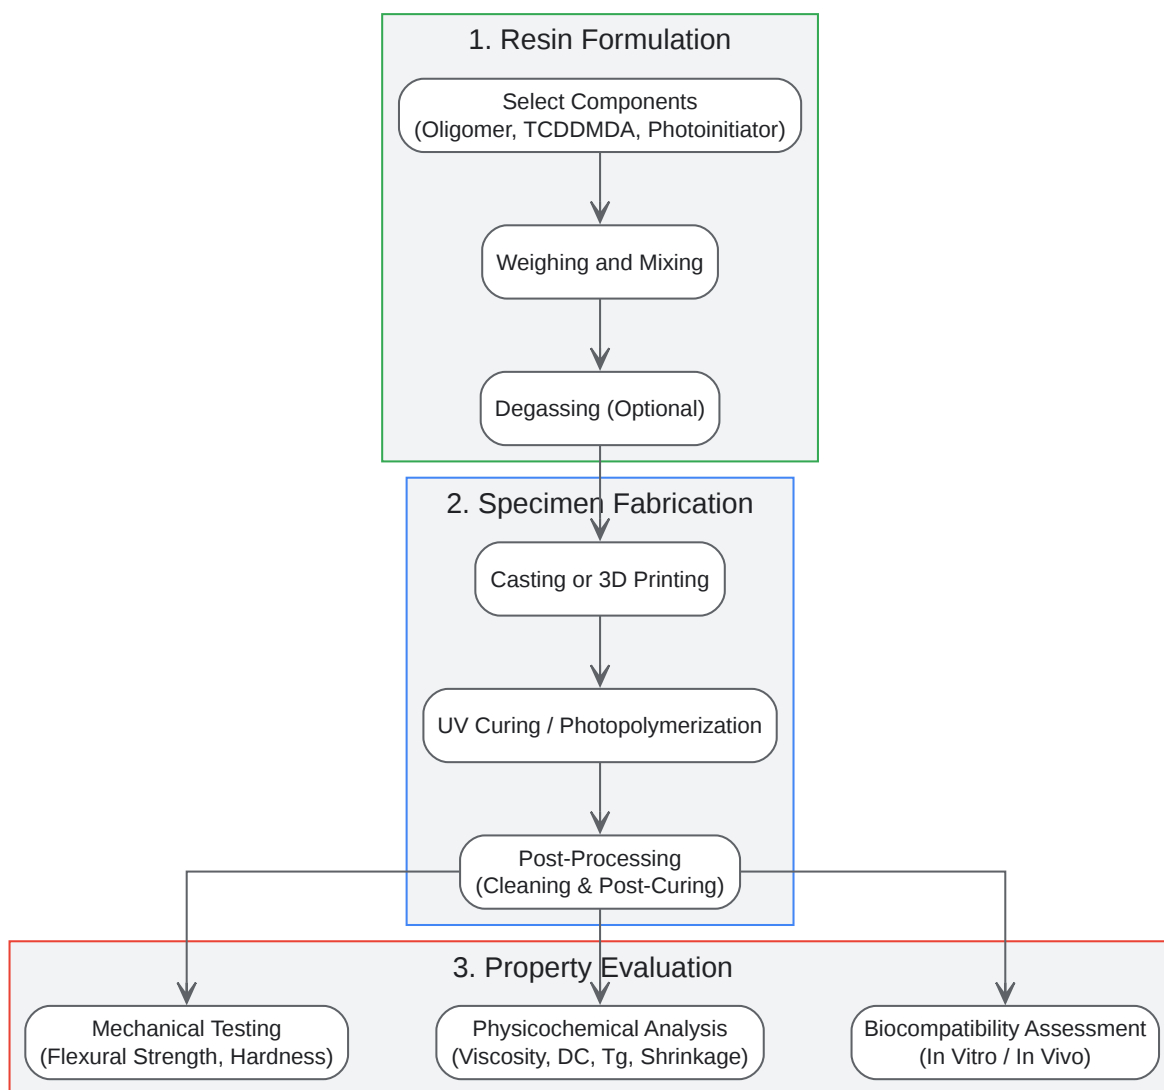 1. Resin Formulation
Select Components
(Oligomer, TCDDMDA, Photoinitiator)
Weighing and Mixing
Degassing (Optional)
2. Specimen Fabrication
Casting or 3D Printing
UV Curing / Photopolymerization
Post-Processing
(Cleaning & Post-Curing)
3. Property Evaluation
Mechanical Testing
(Flexural Strength, Hardness)
Physicochemical Analysis
(Viscosity, DC, Tg, Shrinkage)
Biocompatibility Assessment
(In Vitro / In Vivo)